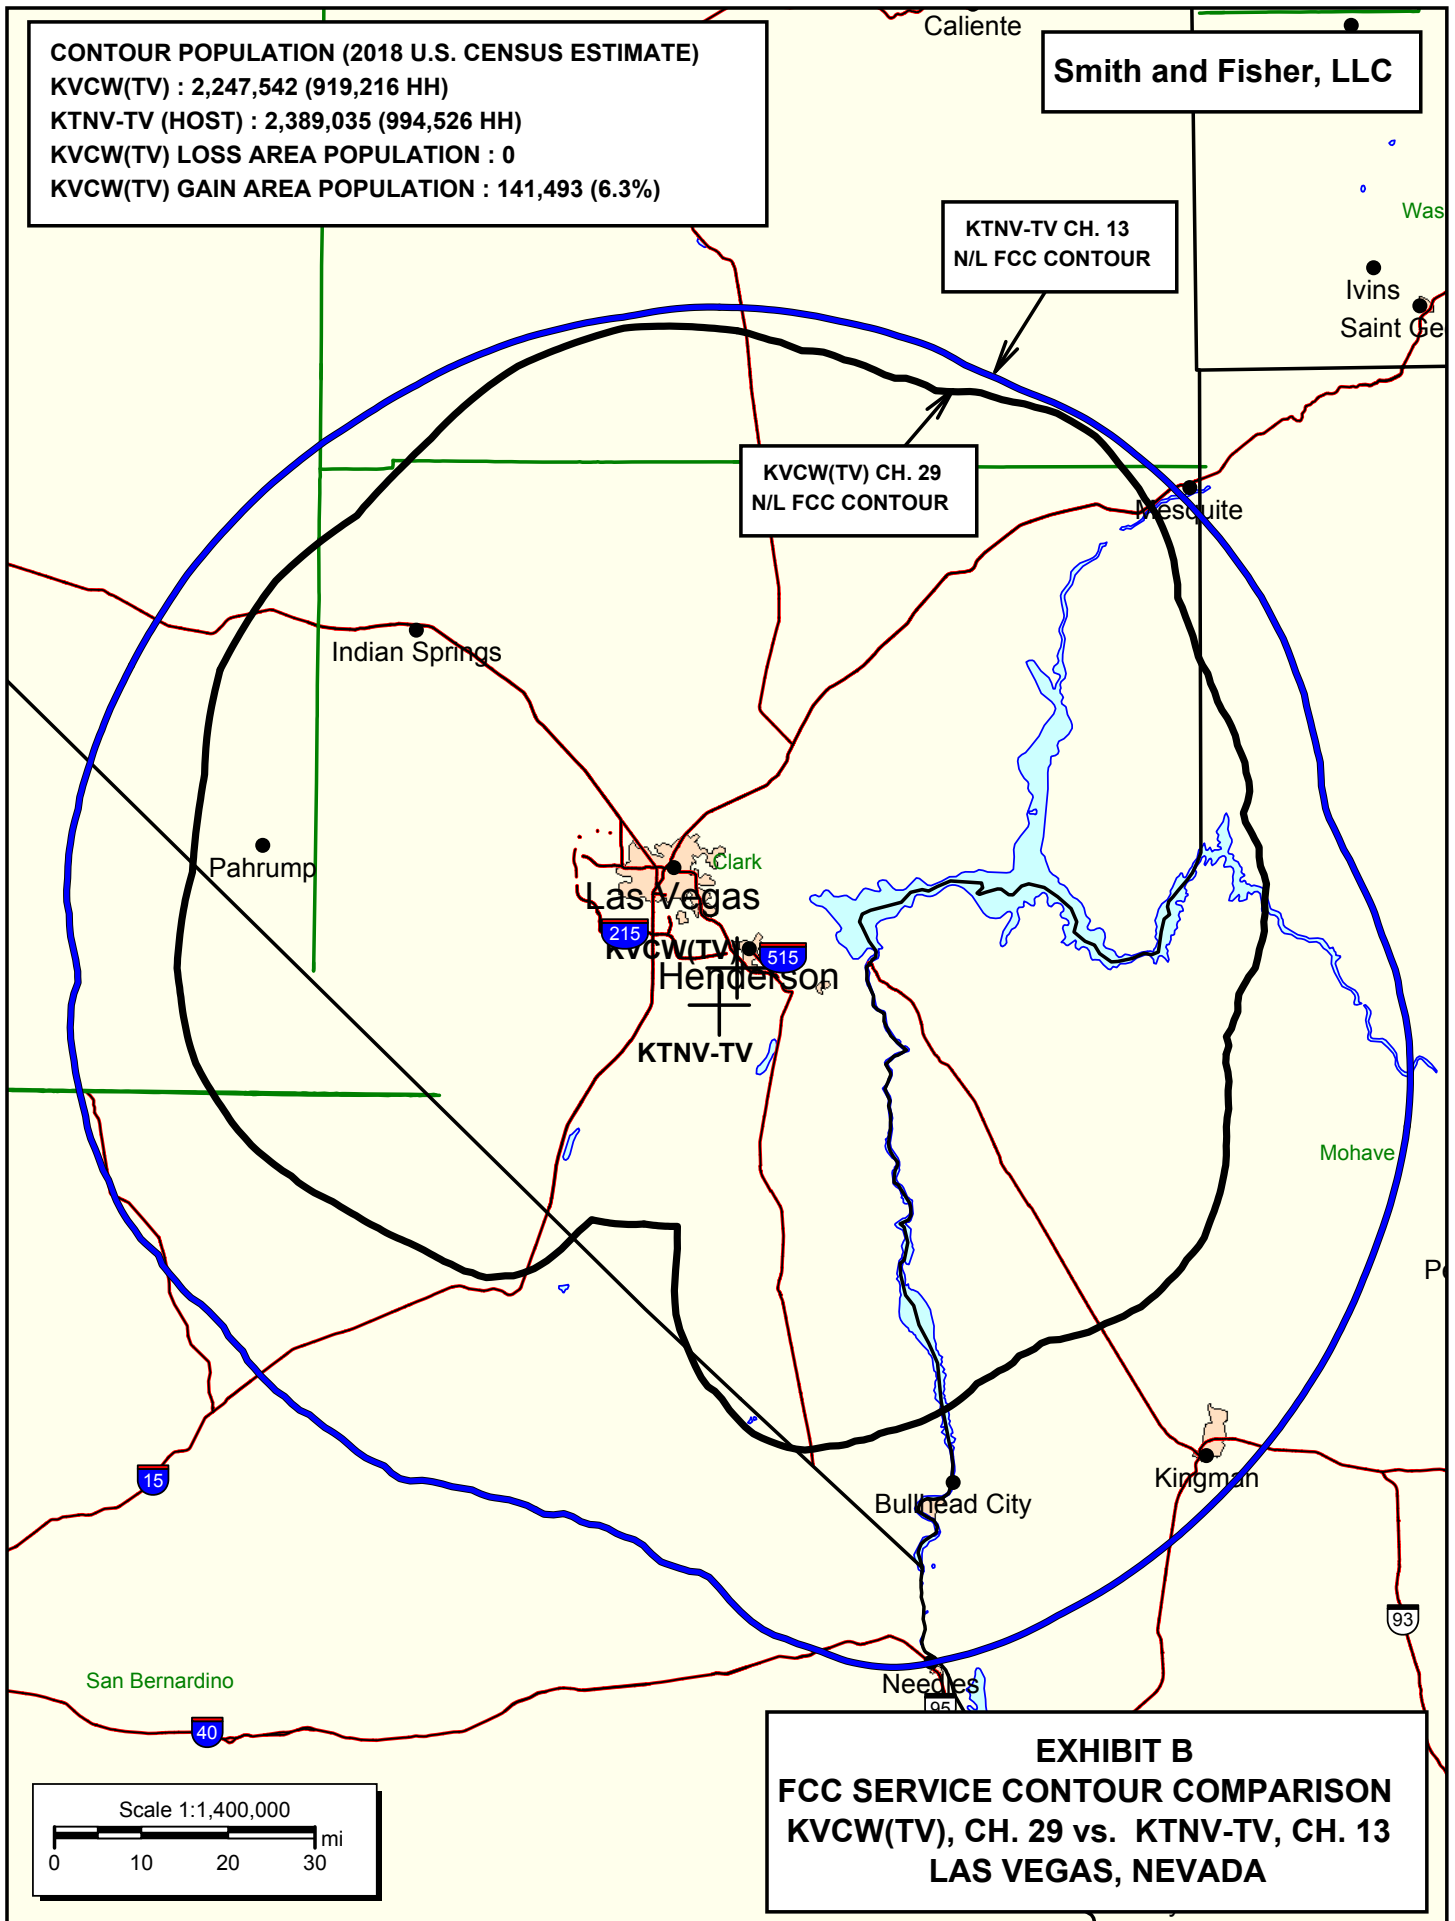 Caliente
CONTOUR POPULATION (2018 U.S. CENSUS ESTIMATE)
KVCW(TV) : 2,247,542 (919,216 HH)
KTNV-TV (HOST) : 2,389,035 (994,526 HH)
KVCW(TV) LOSS AREA POPULATION : 0
KVCW(TV) GAIN AREA POPULATION : 141,493 (6.3%)
Smith and Fisher, LLC
Was
KTNV-TV CH. 13
N/L FCC CONTOUR
Ivins
Saint Ge
KVCW(TV) CH. 29
N/L FCC CONTOUR
Mesquite
Indian Springs
Pahrump
Clark
Las Vegas
215
KVCW(TV)
515
Henderson
KTNV-TV
Mohave
15
Kingman
Bullhead City
93
San Bernardino
Needles
95
40
EXHIBIT B
FCC SERVICE CONTOUR COMPARISON
KVCW(TV), CH. 29 vs. KTNV-TV, CH. 13
LAS VEGAS, NEVADA
Scale 1:1,400,000
mi
0 10 20 30